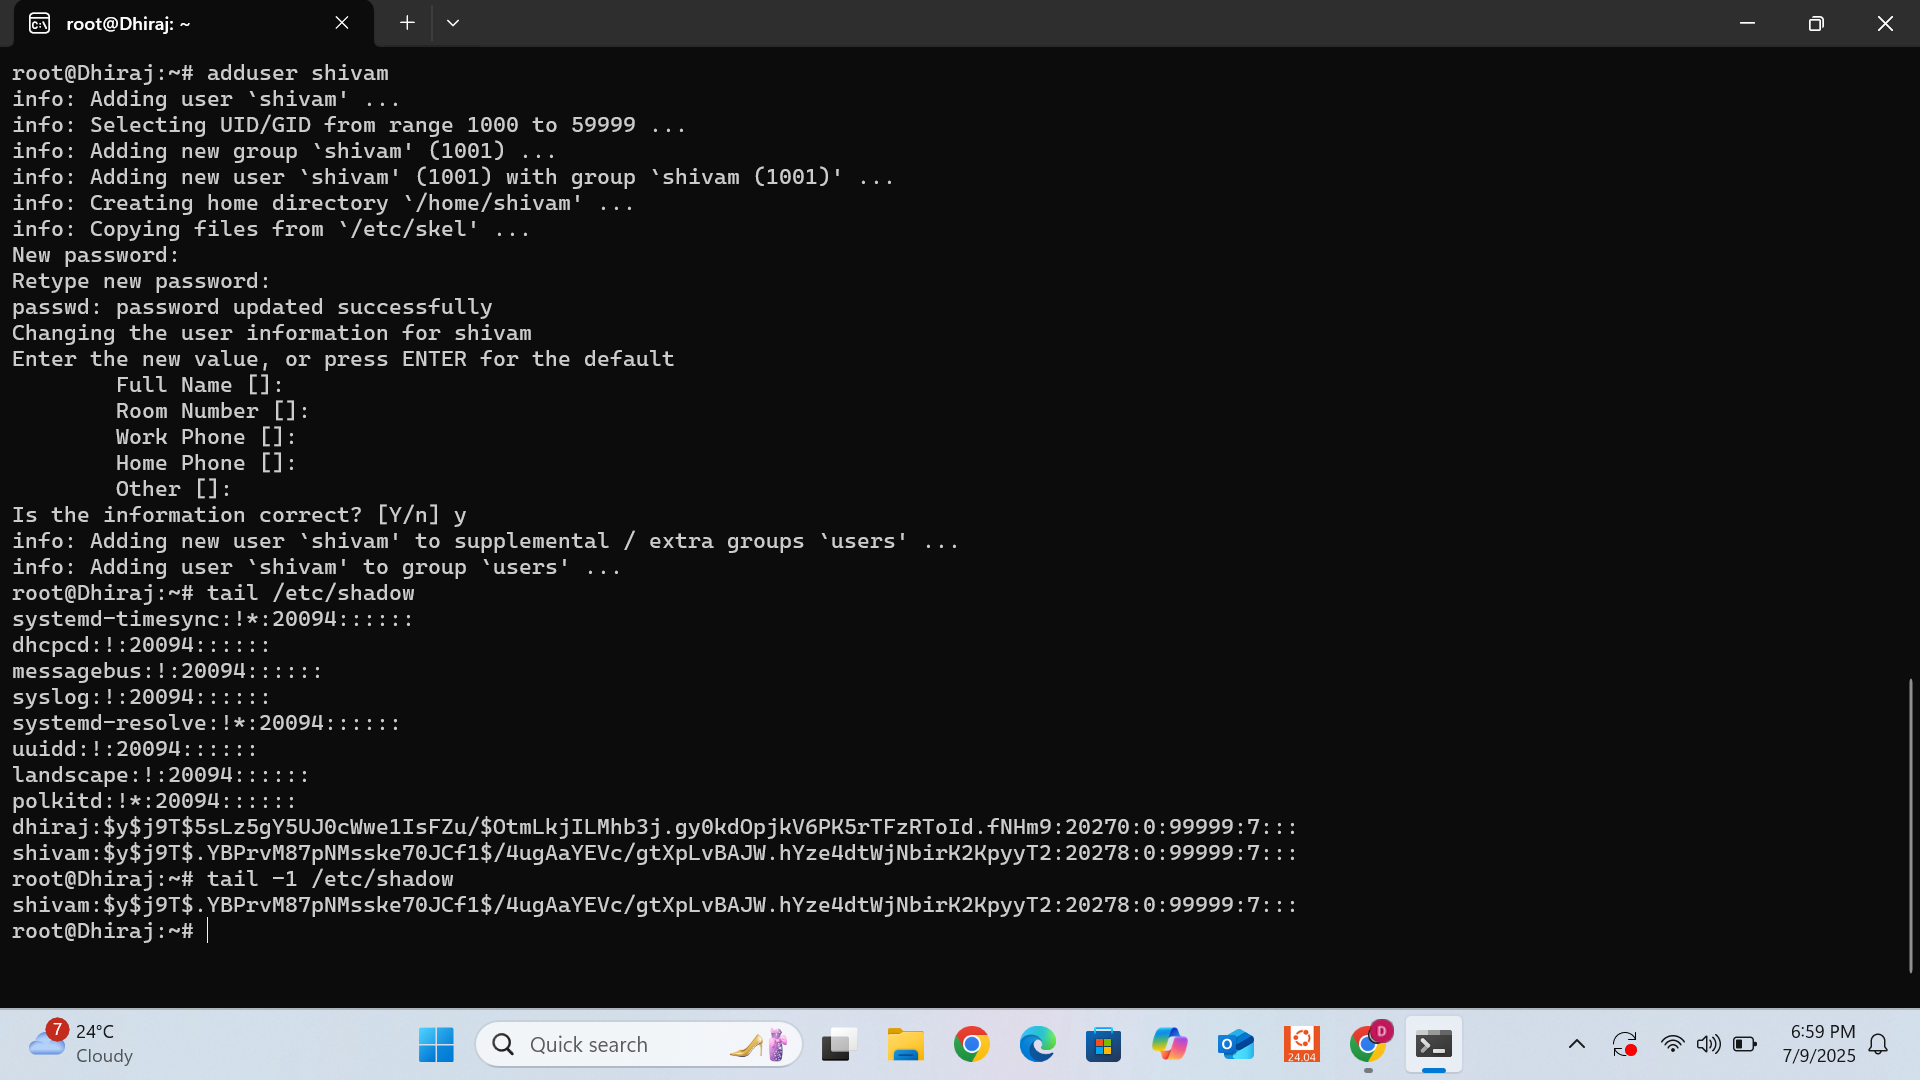 root@Dhiraj: ~
root@Dhiraj:~# adduser shivam
info: Adding user `shivam' ...
info: Selecting UID/GID from range 1000 to 59999 ...
info: Adding new group `shivam' (1001) ...
info: Adding new user `shivam' (1001) with group `shivam (1001)' ...
info: Creating home directory `/home/shivam' ...
info: Copying files from `/etc/skel' ...
New password:
Retype new password:
passwd: password updated successfully
Changing the user information for shivam
Enter the new value, or press ENTER for the default
        Full Name []:
        Room Number []:
        Work Phone []:
        Home Phone []:
        Other []:
Is the information correct? [Y/n] y
info: Adding new user `shivam' to supplemental / extra groups `users' ...
info: Adding user `shivam' to group `users' ...
root@Dhiraj:~# tail /etc/shadow
systemd-timesync:!*:20094::::::
dhcpcd:!:20094::::::
messagebus:!:20094::::::
syslog:!:20094::::::
systemd-resolve:!*:20094::::::
uuidd:!:20094::::::
landscape:!:20094::::::
polkitd:!*:20094::::::
dhiraj:$y$j9T$5sLz5gY5UJ0cWwe1IsFZu/$OtmLkjILMhb3j.gy0kdOpjkV6PK5rTFzRToId.fNHm9:20270:0:99999:7:::
shivam:$y$j9T$.YBPrvM87pNMsske70JCf1$/4ugAaYEVc/gtXpLvBAJW.hYze4dtWjNbirK2KpyyT2:20278:0:99999:7:::
root@Dhiraj:~# tail -1 /etc/shadow
shivam:$y$j9T$.YBPrvM87pNMsske70JCf1$/4ugAaYEVc/gtXpLvBAJW.hYze4dtWjNbirK2KpyyT2:20278:0:99999:7:::
root@Dhiraj:~#
7
24°C
Cloudy
Quick search
24.04
D
6:59 PM
7/9/2025